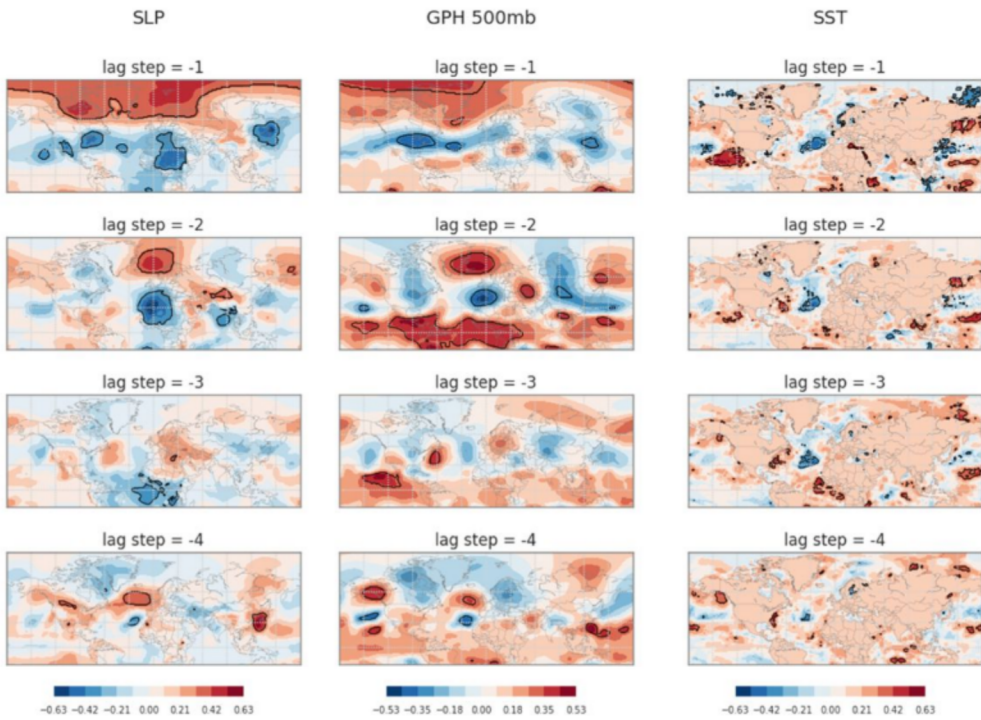 SLP GPH 500mb SST
lag step = -1 lag step = -1 lag step = -1
lag step = -2 lag step = -2 lag step = -2
lag step = -3 lag step = -3 lag step = -3
lag step = -4 lag step = -4 lag step = -4
−0.63 −0.42 −0.21 0.00 0.21 0.42 0.63 −0.53 −0.35 −0.18 0.00 0.18 0.35 0.53 −0.63 −0.42 −0.21 0.00 0.21 0.42 0.63